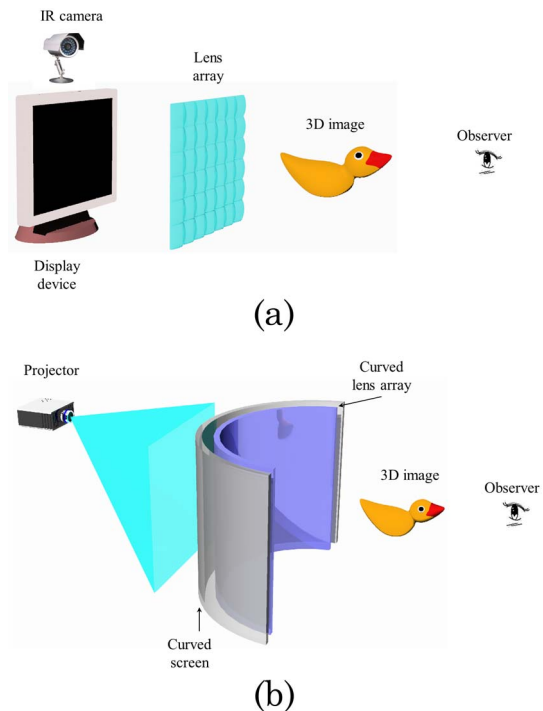 IR camera
Lens
array
3D image
Observer
Display
device
(a)
Projector
Curved
lens array
3D image
Observer
Curved
screen
(b)